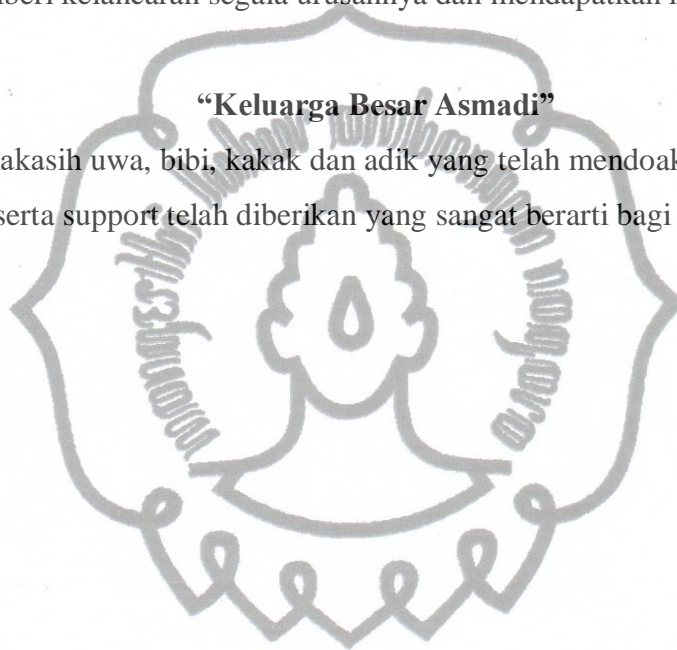 beri kelancaran segala urusannya dan mendapatkan
“Keluarga Besar Asmadi”
akasih uwa, bibi, kakak dan adik yang telah mendoak
serta support telah diberikan yang sangat berarti bagi